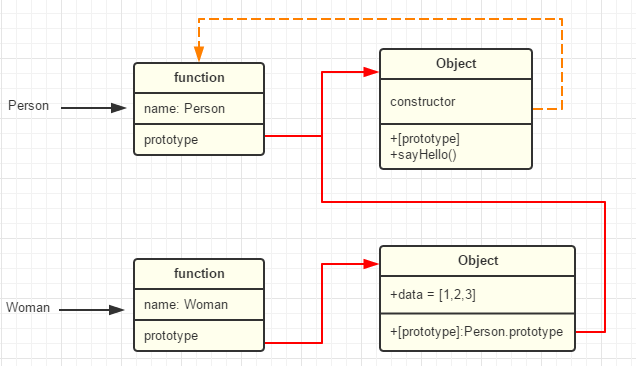 function
Object
Person
name: Person
constructor
prototype
+[prototype]
+sayHello()
function
Object
Woman
name: Woman
+data = [1,2,3]
prototype
+[prototype]:Person.prototype